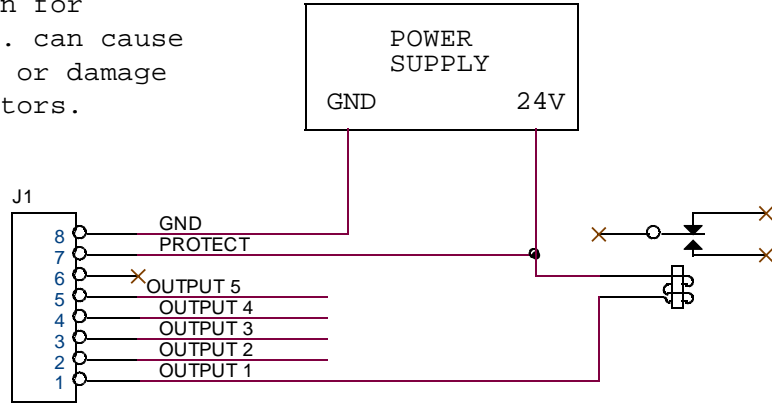 n for
. can cause
or damage
tors.
POWER
SUPPLY
GND 24V
J1
8 GND
7 PROTECT
6
5 OUTPUT 5
4 OUTPUT 4
3 OUTPUT 3
2 OUTPUT 2
1 OUTPUT 1